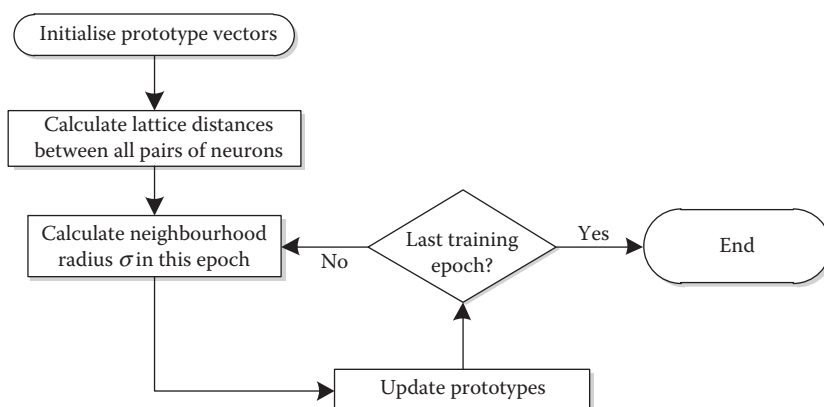 Initialise prototype vectors
Calculate lattice distances
between all pairs of neurons
Calculate neighbourhood
radius σ in this epoch
Last training
epoch?
No
Yes
End
Update prototypes